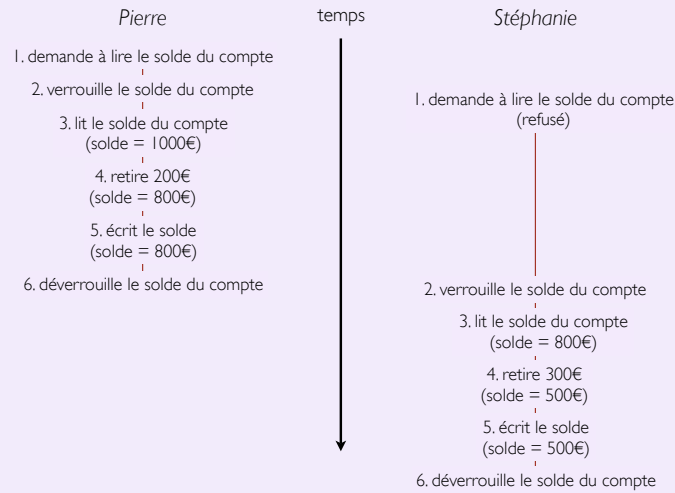 Pierre
temps
Stéphanie
1. demande à lire le solde du compte
2. verrouille le solde du compte
3. lit le solde du compte
(solde = 1000€)
4. retire 200€
(solde = 800€)
5. écrit le solde
(solde = 800€)
6. déverrouille le solde du compte
1. demande à lire le solde du compte
(refusé)
2. verrouille le solde du compte
3. lit le solde du compte
(solde = 800€)
4. retire 300€
(solde = 500€)
5. écrit le solde
(solde = 500€)
6. déverrouille le solde du compte